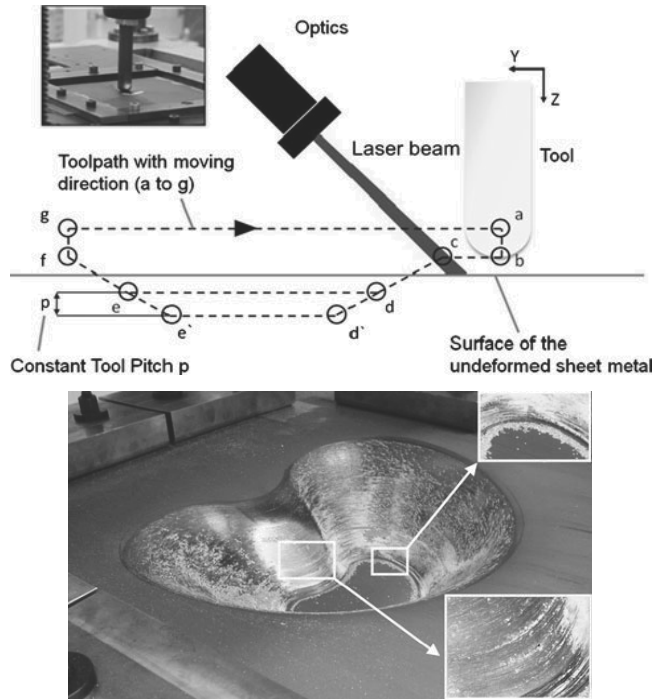 Optics
Y
Z
Laser beam
Tool
Toolpath with moving
direction (a to g)
g
a
f
c
b
p
e
d
e`
d`
Constant Tool Pitch p
Surface of the
undeformed sheet metal